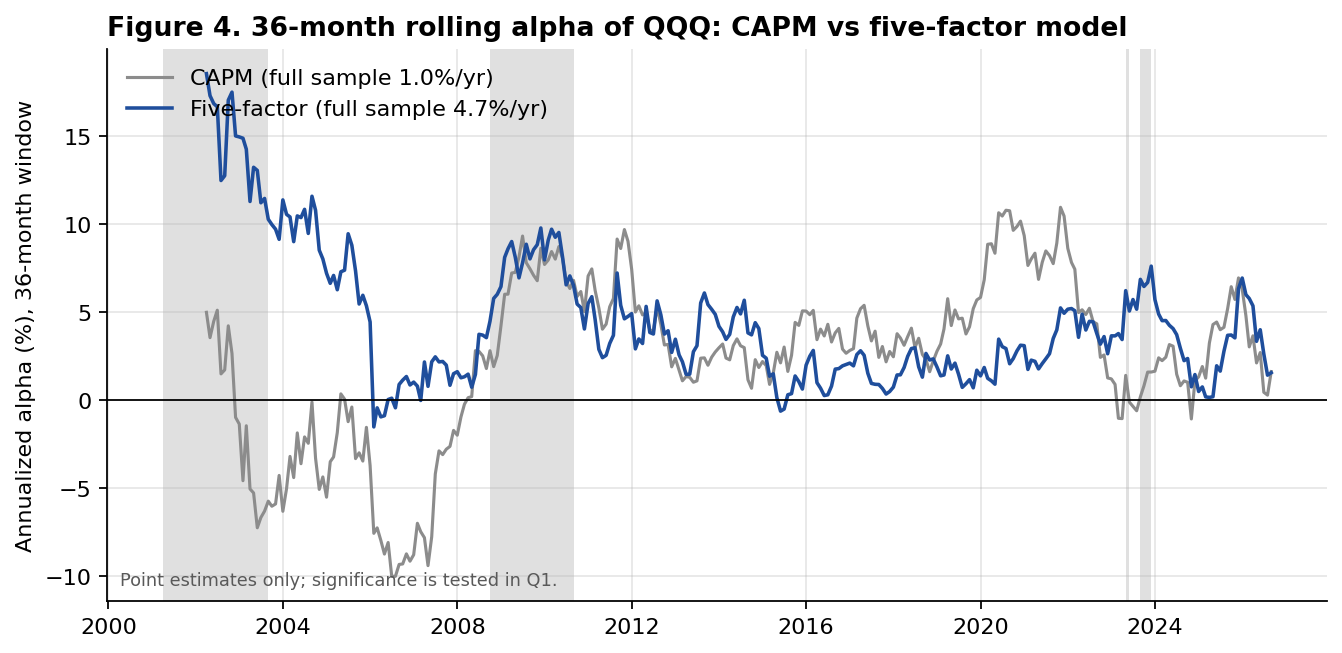 Figure 4. 36-month rolling alpha of QQQ: CAPM vs five-factor model
CAPM (full sample 1.0%/yr)
Five-factor (full sample 4.7%/yr)
Annualized alpha (%), 36-month window
15
10
5
0
−5
−10
Point estimates only; significance is tested in Q1.
2000 2004 2008 2012 2016 2020 2024